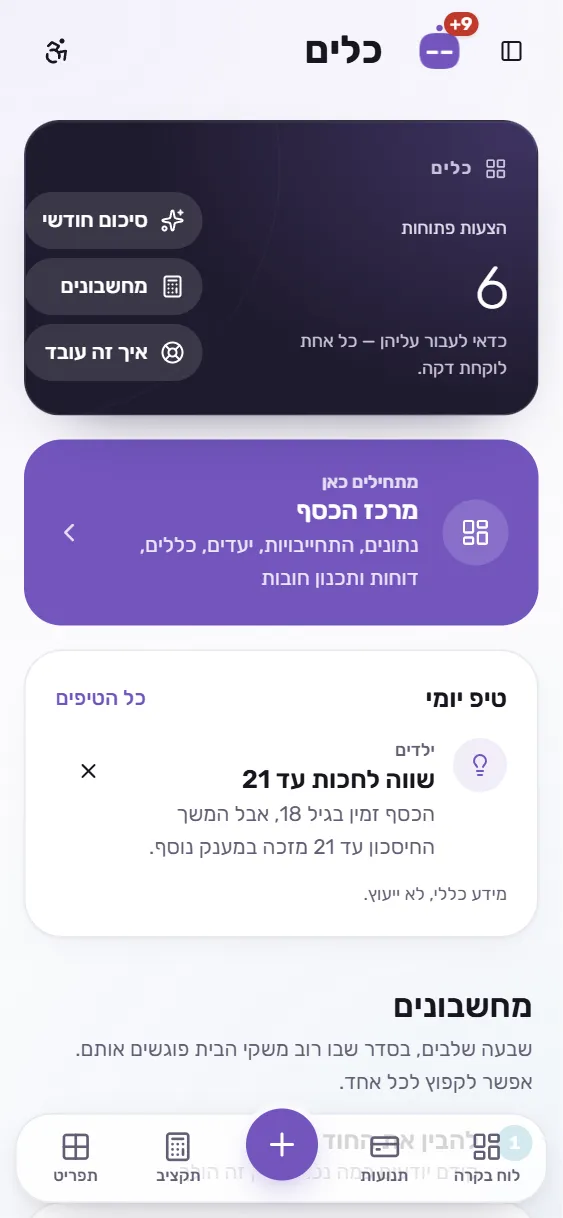 +9
כלים
כלים
הצעות פתוחות
6
כדאי לעבור עליהן – כל אחת
לוקחת דקה.
סיכום חודשי
מחשבונים
איך זה עובד
מתחילים כאן
מרכז הכסף
נתונים, התחייבויות, יעדים, כללים,
דוחות ותכנון חובות
טיפ יומי
כל הטיפים
ילדים
שווה לחכות עד 21
הכסף זמין בגיל 18, אבל המשך
החיסכון עד 21 מזכה במענק נוסף.
מידע כללי, לא ייעוץ.
מחשבונים
שבעה שלבים, בסדר שבו רוב משקי הבית פוגשים אותם.
אפשר לקפוץ לכל אחד.
1
להבין את החוד
לוח בקרה
תנועות
תקציב
תפריט